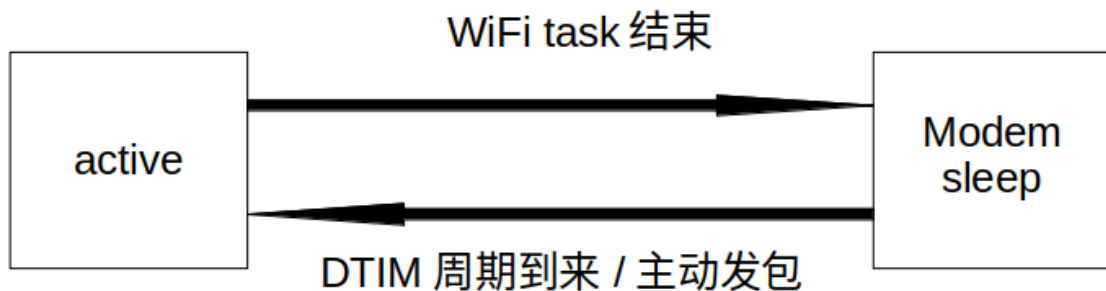 WiFi task 结束
active
Modem
sleep
DTIM 周期到来 / 主动发包